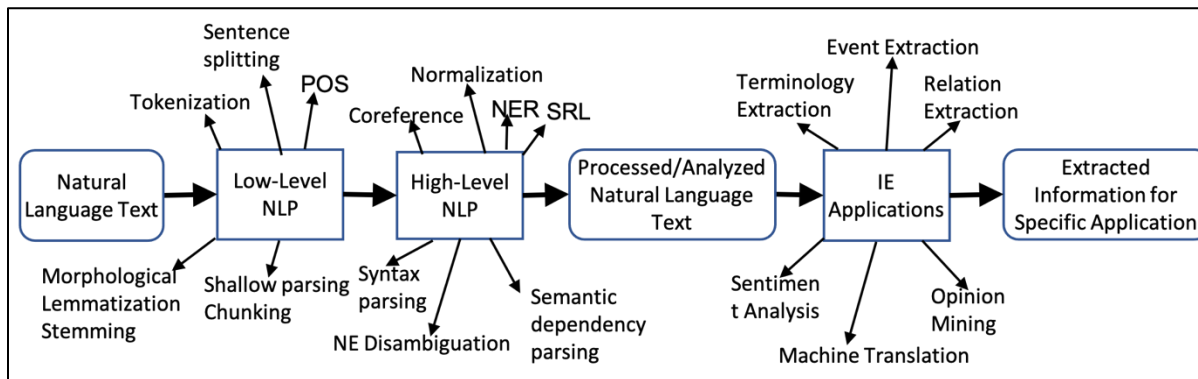 Sentence
splitting
POS
Tokenization
Natural
Language Text
Low-Level
NLP
Morphological
Lemmatization
Stemming
Shallow parsing
Chunking
Normalization
NER SRL
Coreference
High-Level
NLP
Syntax
parsing
NE Disambiguation
Semantic
dependency
parsing
Processed/Analyzed
Natural Language
Text
Event Extraction
Terminology
Extraction
Relation
Extraction
IE
Applications
Sentimen
t Analysis
Machine Translation
Opinion
Mining
Extracted
Information for
Specific Application